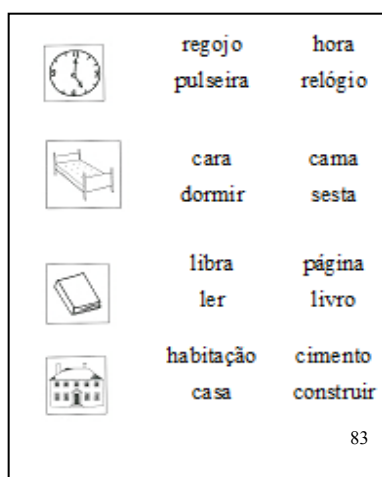 regojo hora
pulseira relógio
cara cama
dormir sesta
libra página
ler livro
habitação cimento
casa construir
83